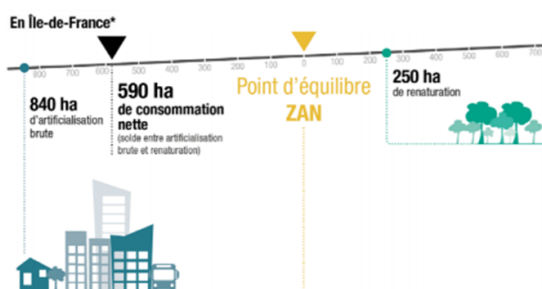 En Île-de-France*
800 700 600 500 400 300 200 100 0 100 200 300 400 500 600 700
840 ha
d'artificialisation
brute
590 ha
de consommation
nette
(solde entre artificialisation
brute et renaturation)
Point d'équilibre
ZAN
250 ha
de renaturation